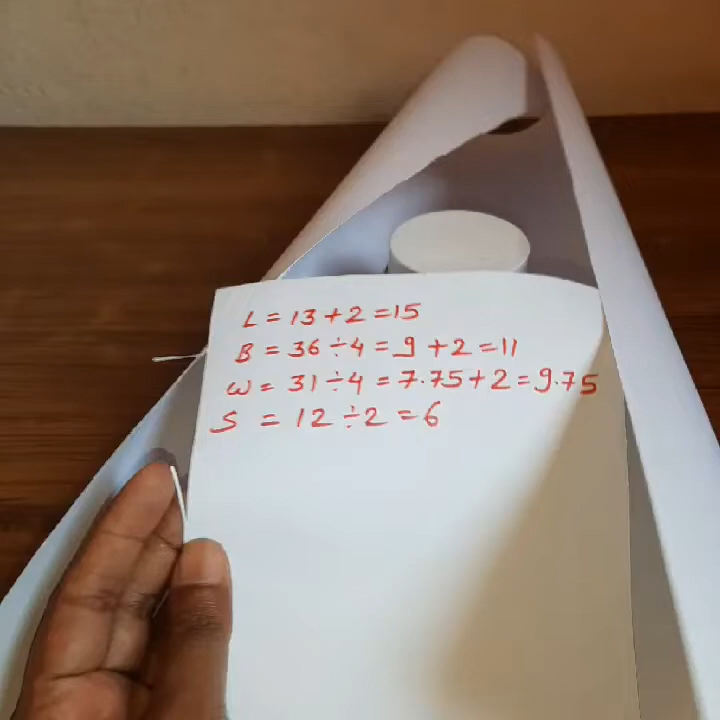 L = 13 + 2 = 15
B = 36 ÷ 4 = 9 + 2 = 11
W = 31 ÷ 4 = 7.75 + 2 = 9.75
S = 12 ÷ 2 = 6